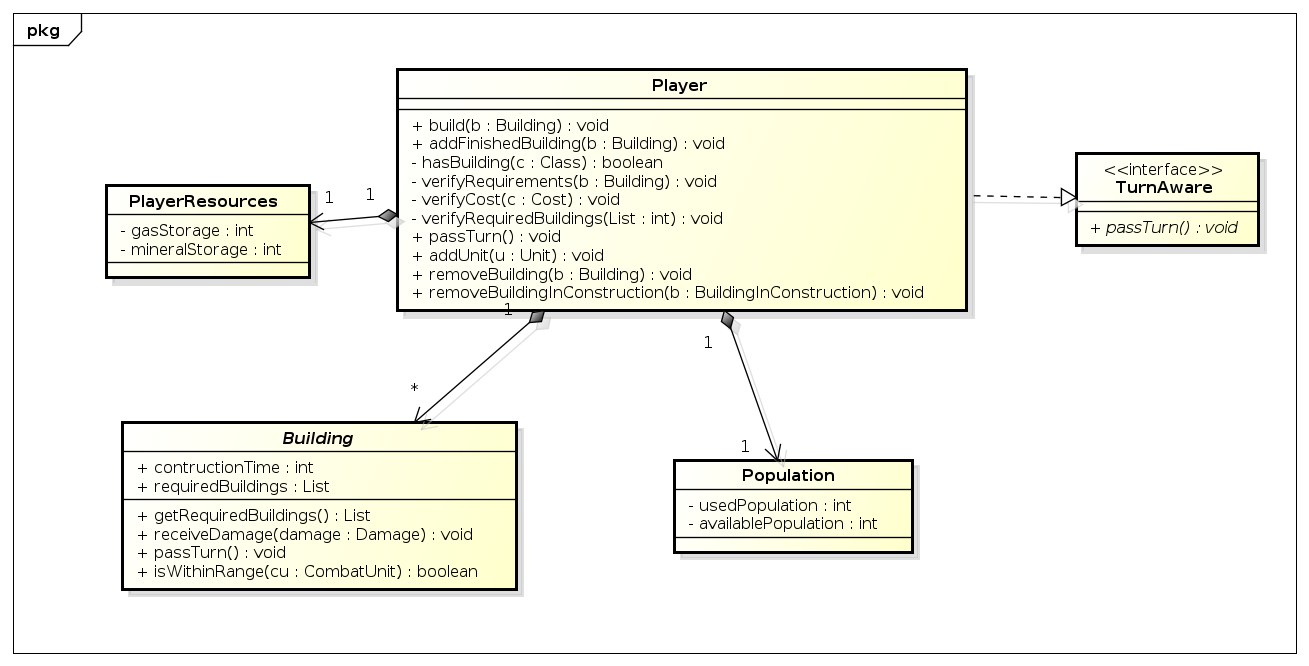 pkg
Player
+ build(b : Building) : void
+ addFinishedBuilding(b : Building) : void
- hasBuilding(c : Class) : boolean
- verifyRequirements(b : Building) : void
- verifyCost(c : Cost) : void
- verifyRequiredBuildings(List : int) : void
+ passTurn() : void
+ addUnit(u : Unit) : void
+ removeBuilding(b : Building) : void
+ removeBuildingInConstruction(b : BuildingInConstruction) : void
<<interface>>
TurnAware
+ passTurn() : void
PlayerResources
- gasStorage : int
- mineralStorage : int
1
1
1
*
1
1
Building
+ contructionTime : int
+ requiredBuildings : List
+ getRequiredBuildings() : List
+ receiveDamage(damage : Damage) : void
+ passTurn() : void
+ isWithinRange(cu : CombatUnit) : boolean
Population
- usedPopulation : int
- availablePopulation : int